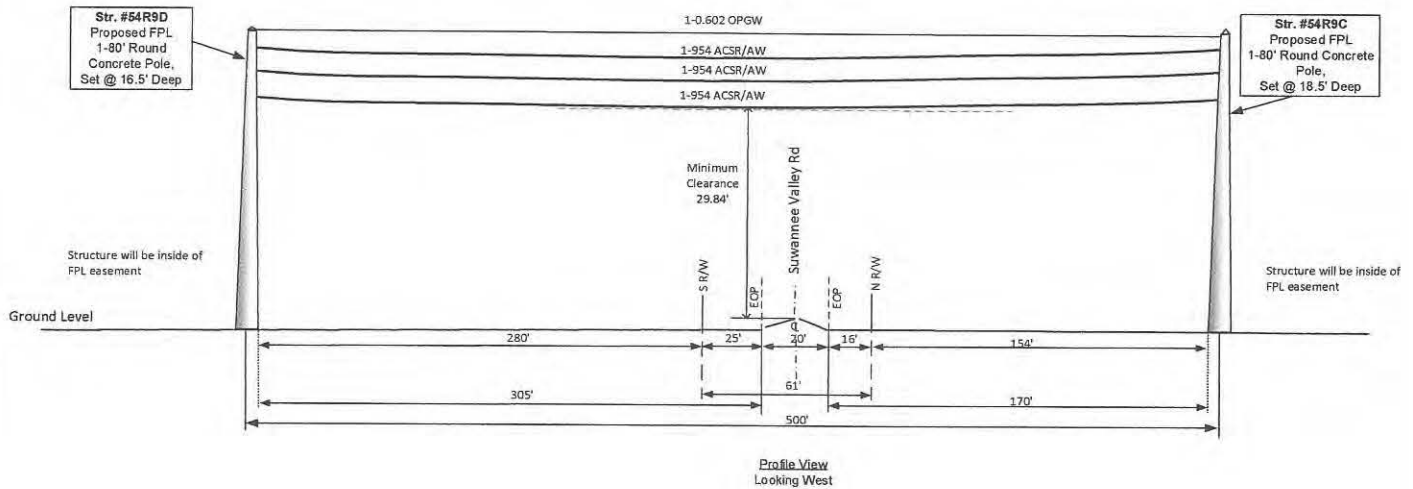 Str. #54R9D
Proposed FPL
1-80' Round
Concrete Pole,
Set @ 16.5' Deep
1-0.602 OPGW
1-954 ACSR/AW
1-954 ACSR/AW
1-954 ACSR/AW
Str. #54R9C
Proposed FPL
1-80' Round Concrete
Pole,
Set @ 18.5' Deep
Minimum
Clearance
29.84'
Suwannee Valley Rd
Structure will be inside of
FPL easement
S R/W
EOP
EOP
N R/W
Structure will be inside of
FPL easement
Ground Level
280'
25'
20'
16'
154'
61'
305'
170'
500'
Profile View
Looking West